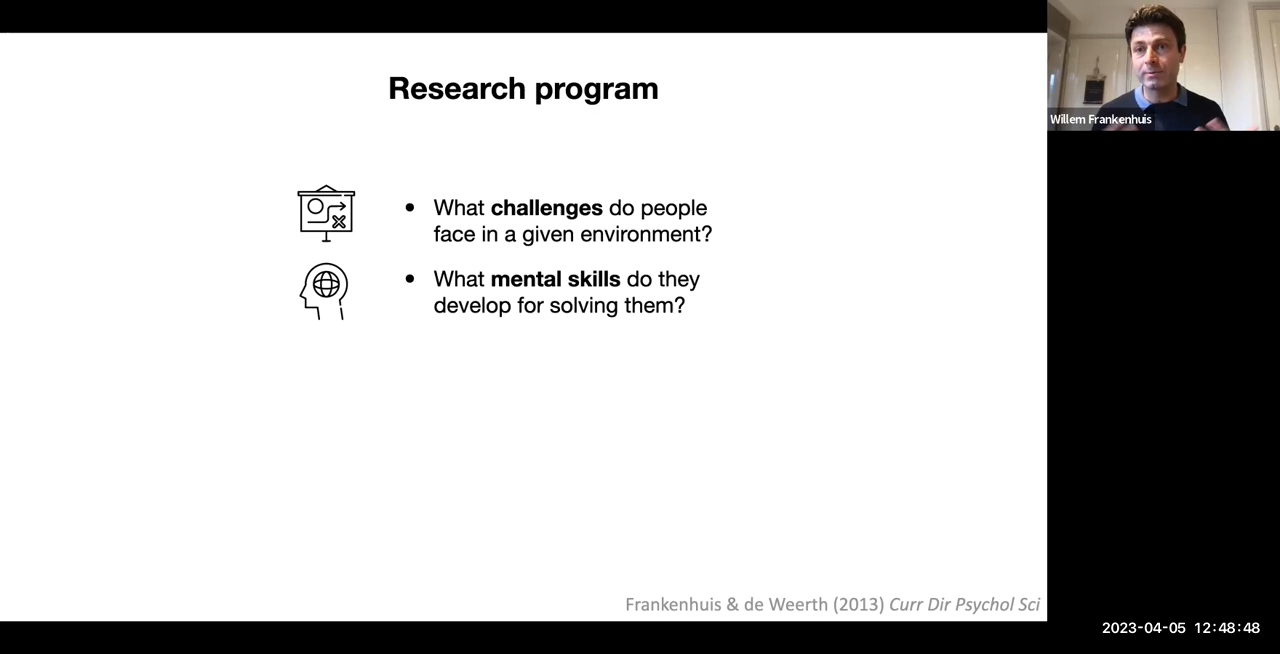 Research program
Willem Frankenhuis
• What challenges do people
face in a given environment?
• What mental skills do they
develop for solving them?
Frankenhuis & de Weerth (2013) Curr Dir Psychol Sci
2023-04-05 12:48:48